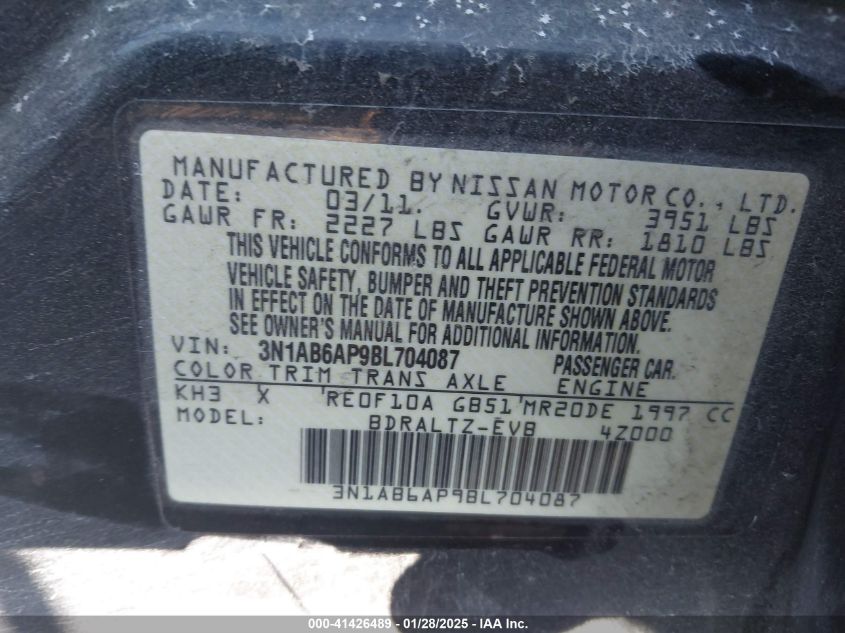 MANUFACTURED BY NISSAN MOTOR CO., LTD.
DATE: 03/11. GVWR: 3951 LBS
GAWR FR: 2227 LBS GAWR RR: 1810 LBS
THIS VEHICLE CONFORMS TO ALL APPLICABLE FEDERAL MOTOR
VEHICLE SAFETY, BUMPER AND THEFT PREVENTION STANDARDS
IN EFFECT ON THE DATE OF MANUFACTURE SHOWN ABOVE.
SEE OWNER'S MANUAL FOR ADDITIONAL INFORMATION.
VIN: 3N1AB6AP9BL704087 PASSENGER CAR.
COLOR TRIM TRANS AXLE ENGINE
KH3 X 'RE0F10A GB51'MR20DE 1997 CC
MODEL: BDRALTZ-EVB 4Z000
3N1AB6AP9BL704087
000-41426489 - 01/28/2025 - IAA Inc.